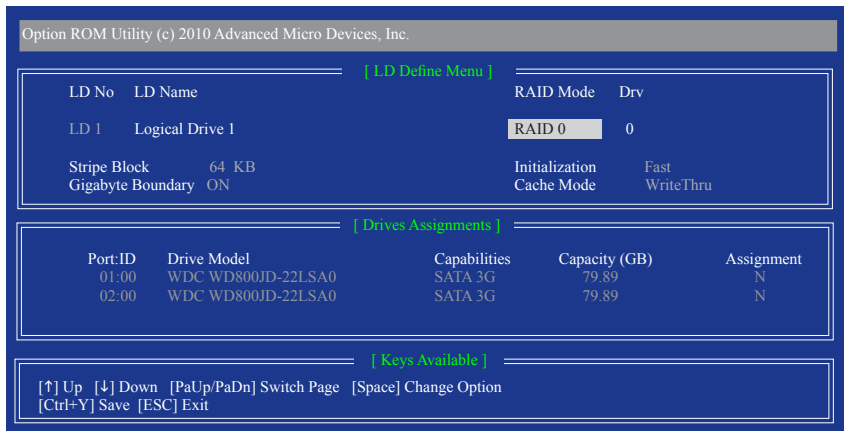 Option ROM Utility (c) 2010 Advanced Micro Devices, Inc.
[ LD Define Menu ]
LD No LD Name RAID Mode Drv
LD 1 Logical Drive 1 RAID 0 0
Stripe Block 64 KB Initialization Fast
Gigabyte Boundary ON Cache Mode WriteThru
[ Drives Assignments ]
Port:ID Drive Model Capabilities Capacity (GB) Assignment
01:00 WDC WD800JD-22LSA0 SATA 3G 79.89 N
02:00 WDC WD800JD-22LSA0 SATA 3G 79.89 N
[ Keys Available ]
[↑] Up [↓] Down [PaUp/PaDn] Switch Page [Space] Change Option
[Ctrl+Y] Save [ESC] Exit